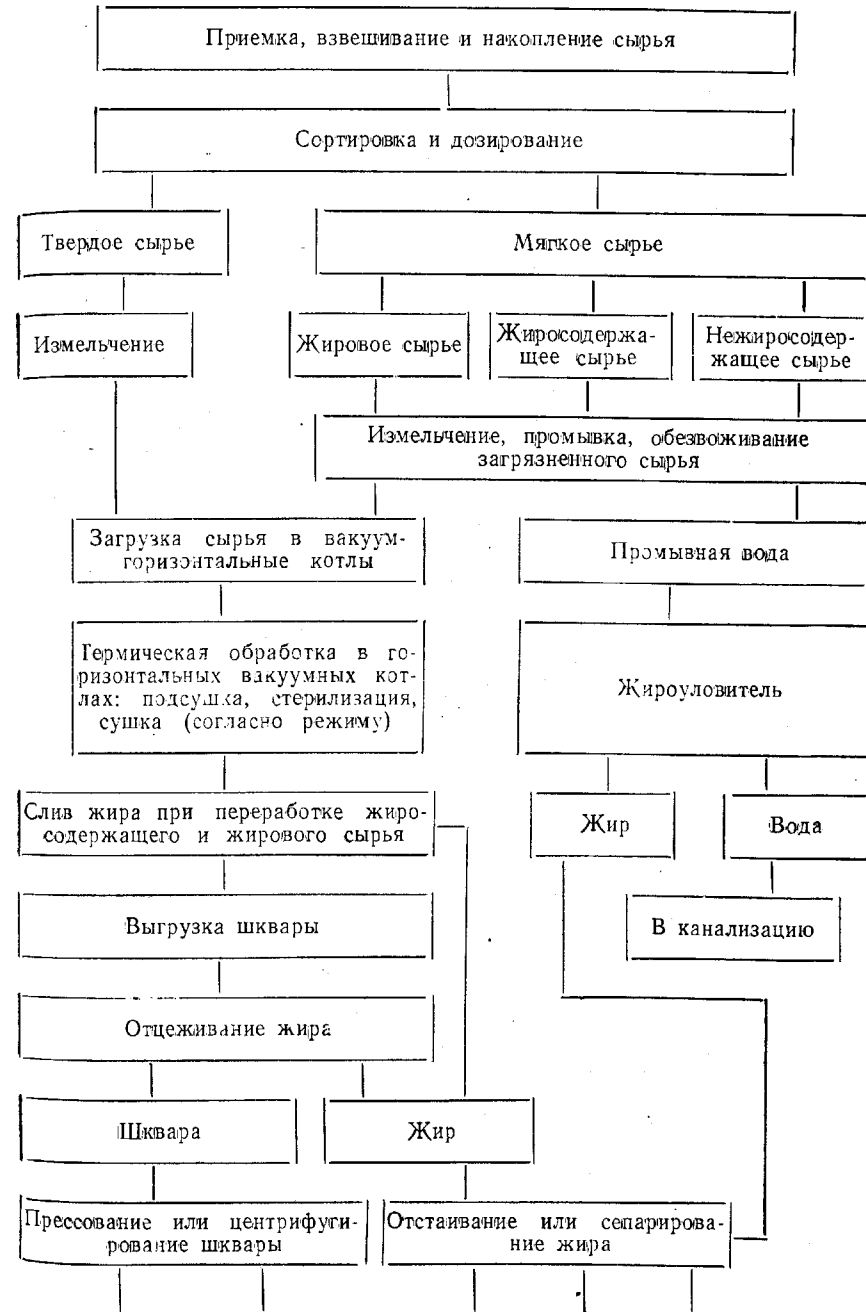 Приемка, взвешивание и накопление сырья
Сортировка и дозирование
Твердое сырье
Мягкое сырье
Измельчение
Жировое сырье
Жиросодержа-
щее сырье
Нежиросодер-
жащее сырье
Измельчение, промывка, обезвоживание
загрязненного сырья
Загрузка сырья в вакуум-
горизонтальные котлы
Промывная вода
Гермическая обработка в го-
ризонтальных вакуумных кот-
лах: подсушка, стерилизация,
сушка (согласно режиму)
Жироуловитель
Слив жира при переработке жиро-
содержащего и жирового сырья
Жир
Вода
Выгрузка шквары
В канализацию
Отцеживание жира
Шквара
Жир
Прессование или центрифуги-
рование шквары
Отстаивание или сепарирова-
ние жира